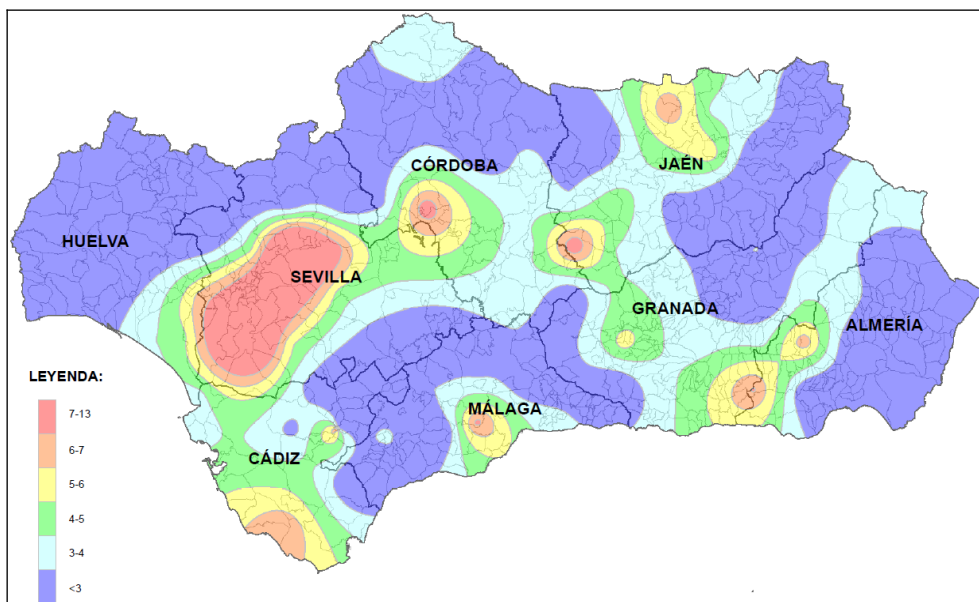 CÓRDOBA
JAÉN
HUELVA
SEVILLA
GRANADA
ALMERÍA
LEYENDA:
MÁLAGA
CÁDIZ
7-13
6-7
5-6
4-5
3-4
<3